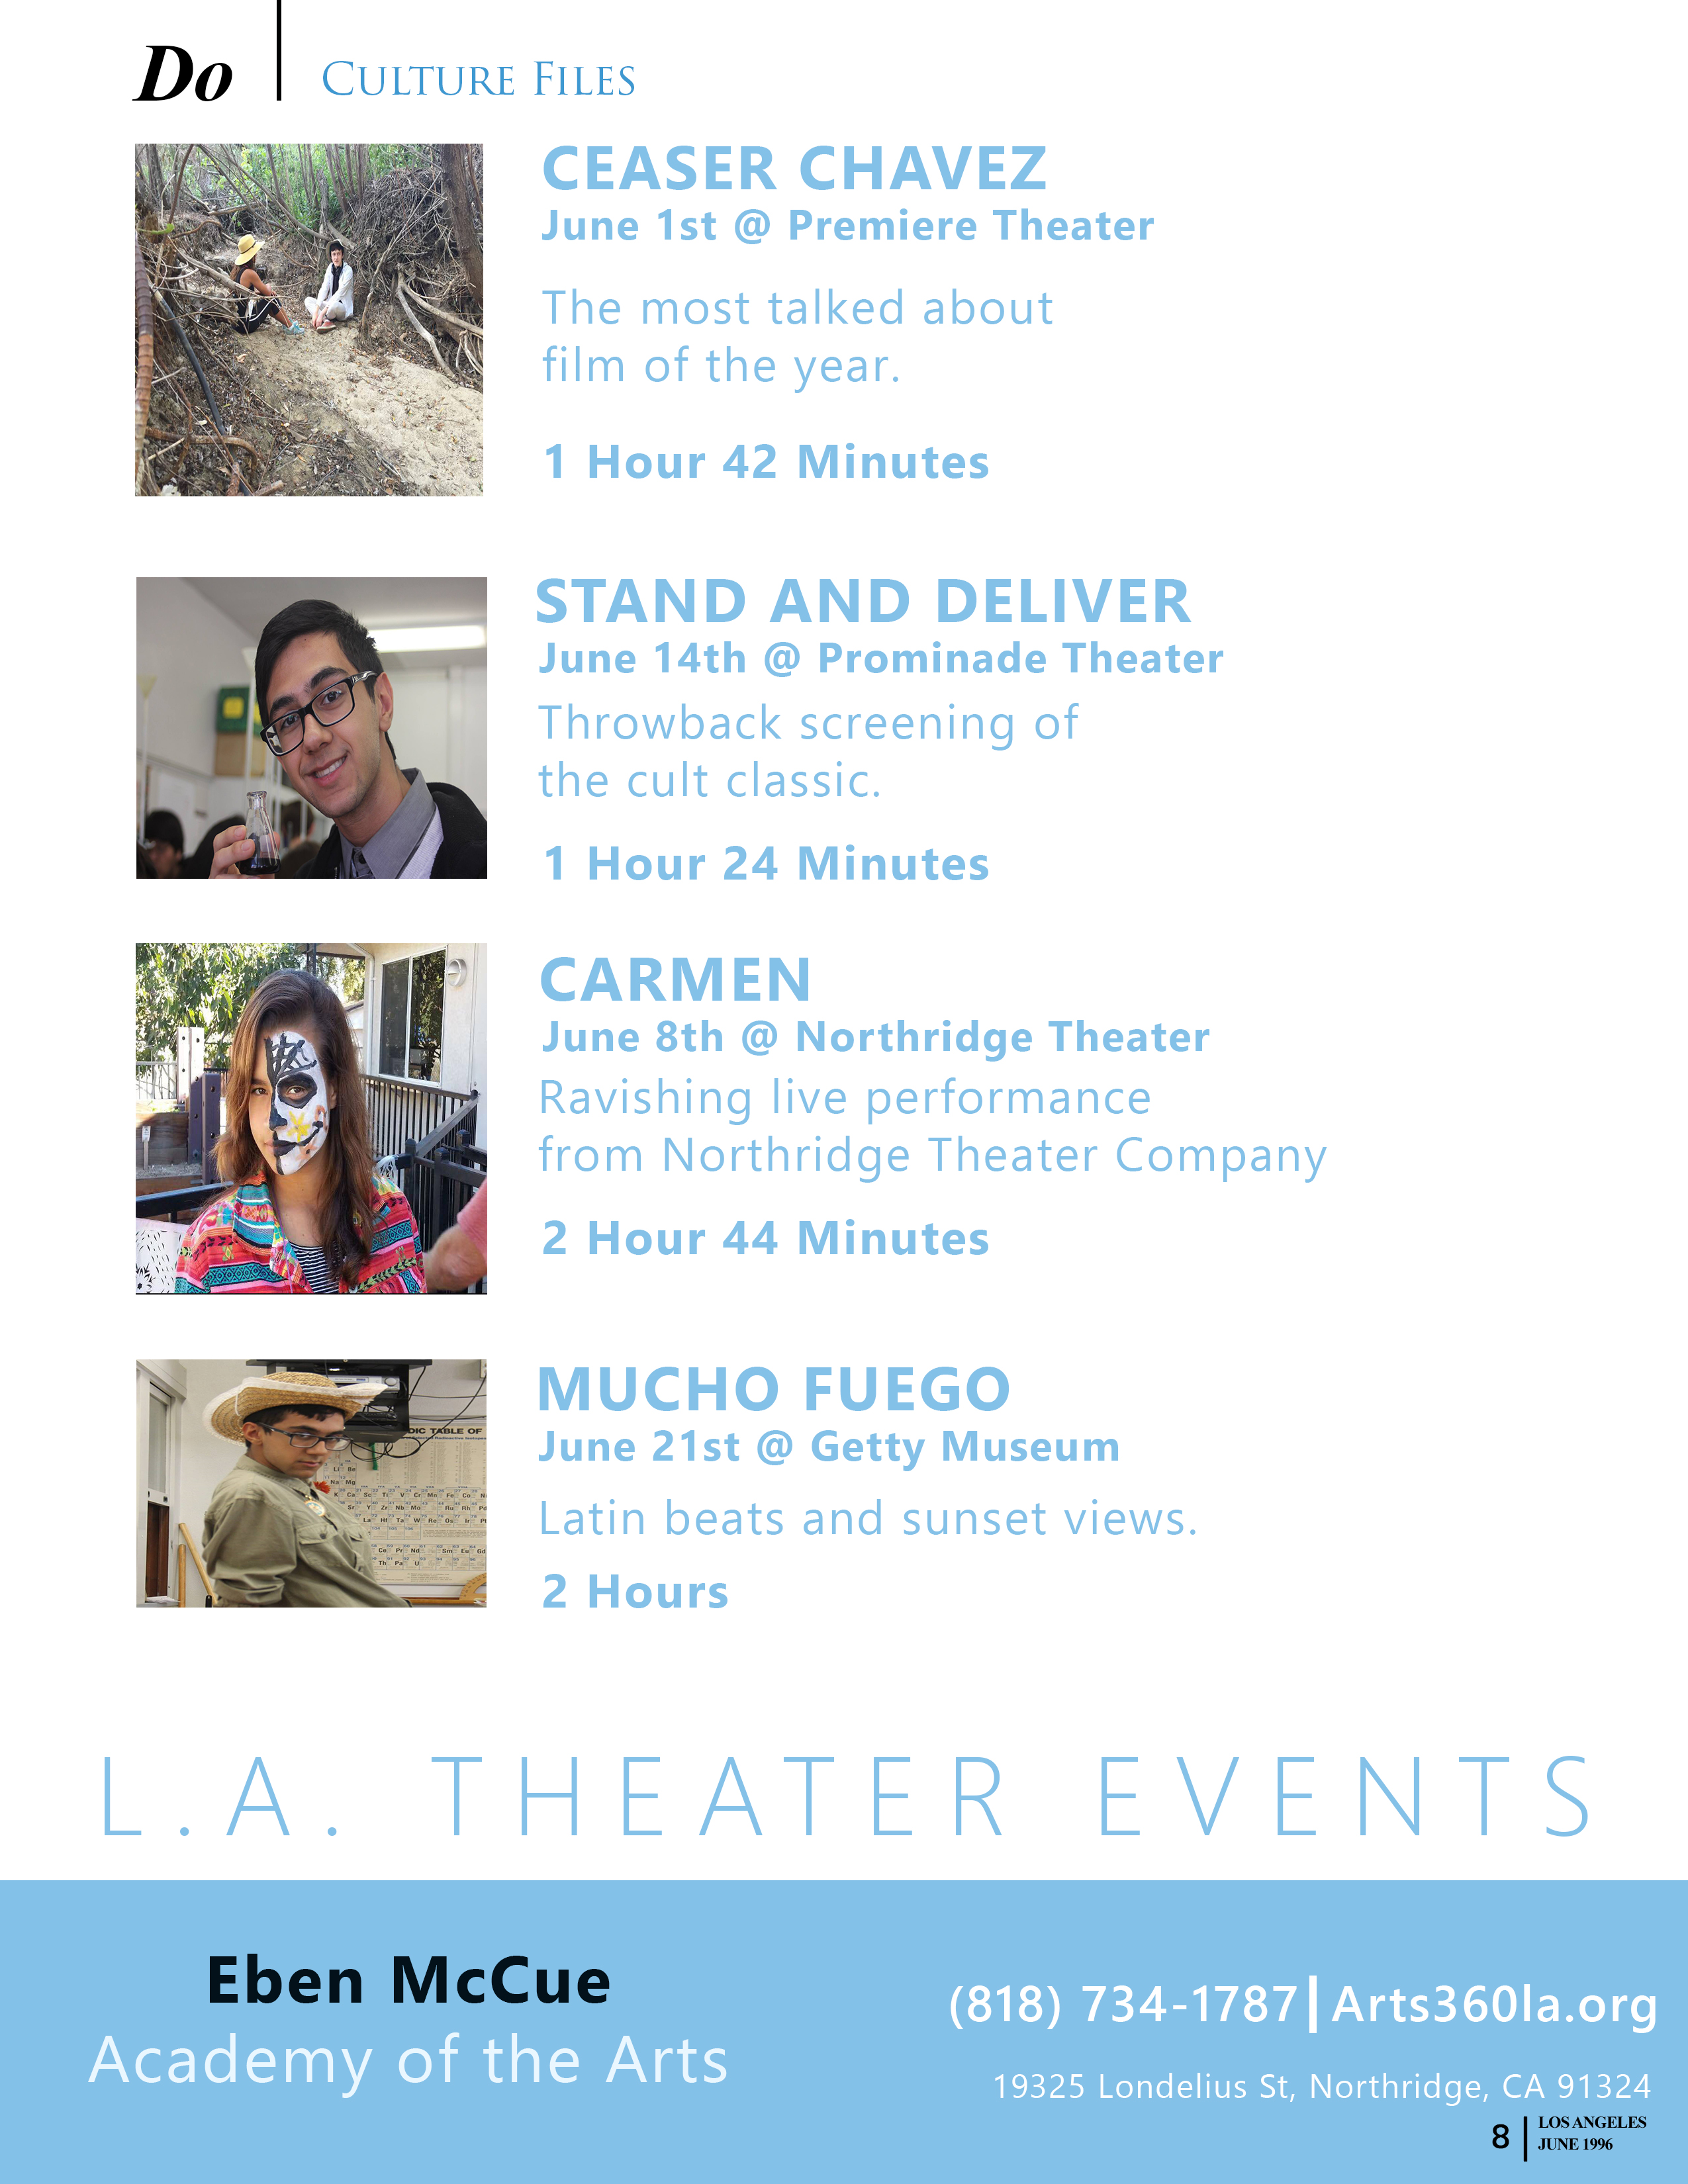 Do
CULTURE FILES
CEASER CHAVEZ
June 1st @ Premiere Theater
The most talked about
film of the year.
1 Hour 42 Minutes
STAND AND DELIVER
June 14th @ Prominade Theater
Throwback screening of
the cult classic.
1 Hour 24 Minutes
CARMEN
June 8th @ Northridge Theater
Ravishing live performance
from Northridge Theater Company
2 Hour 44 Minutes
DIC TABLE OF
MUCHO FUEGO
June 21st @ Getty Museum
Latin beats and sunset views.
2 Hours
L.A. THEATER EVENTS
Eben McCue
Academy of the Arts
(818) 734-1787|Arts360la.org
19325 Londelius St, Northridge, CA 91324
8
LOS ANGELES
JUNE 1996